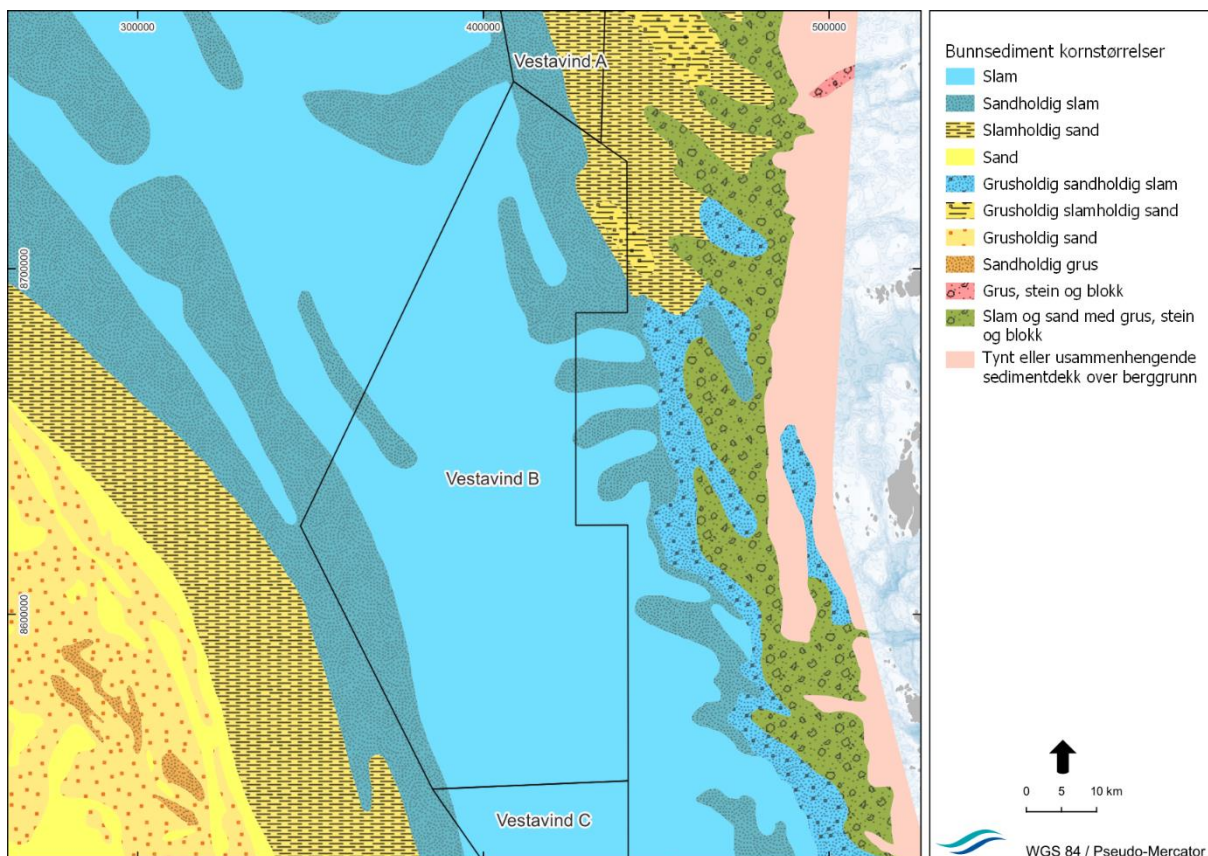 300000
400000
500000
8700000
8600000
Vestavind A
Vestavind B
Vestavind C
Bunnsediment kornstørrelser
Slam
Sandholdig slam
Slamholdig sand
Sand
Grusholdig sandholdig slam
Grusholdig slamholdig sand
Grusholdig sand
Sandholdig grus
Grus, stein og blokk
Slam og sand med grus, stein
og blokk
Tynt eller usammenhengende
sedimentdekk over berggrunn
0 5 10 km
WGS 84 / Pseudo-Mercator